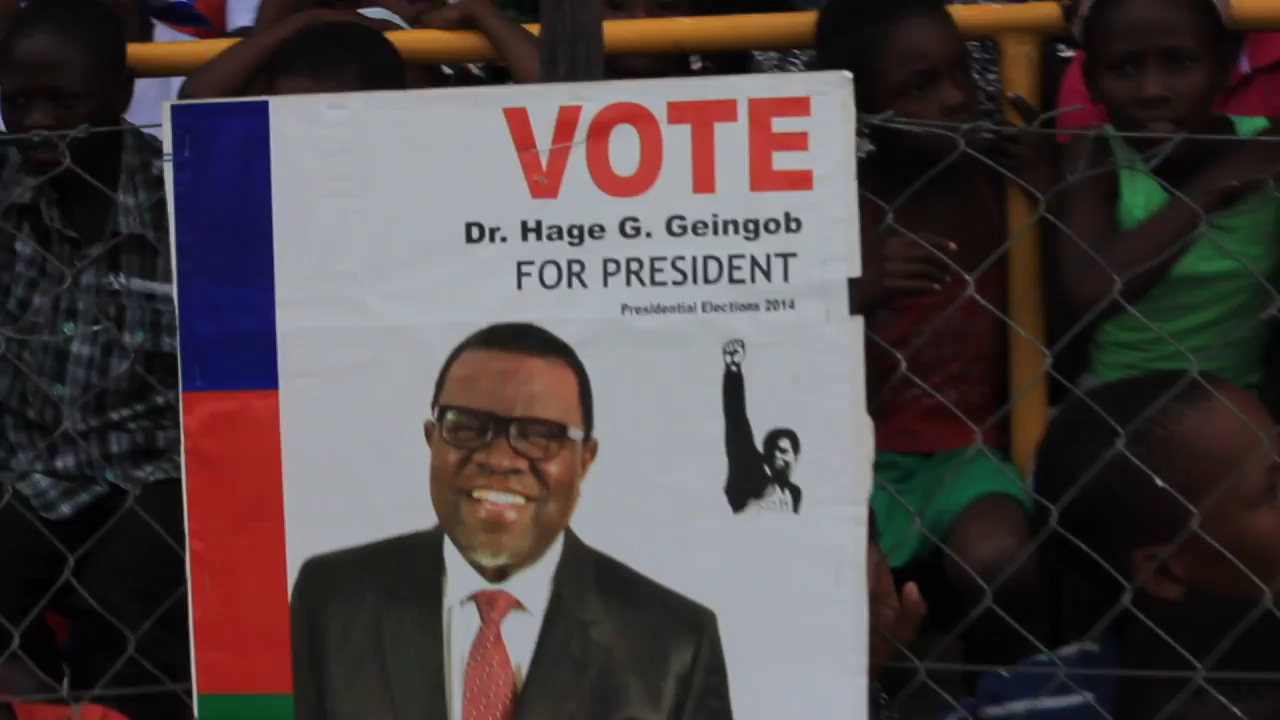 VOTE
Dr. Hage G. Geingob
FOR PRESIDENT
Presidential Elections 2014